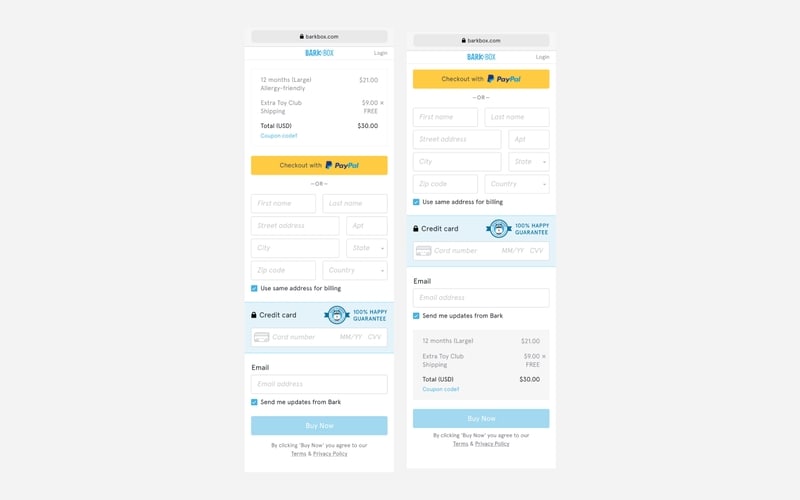 barkbox.com
BARKBOX
Login
12 months (Large) $21.00
Allergy-friendly
Extra Toy Club $9.00 ×
Shipping FREE
Total (USD) $30.00
Coupon code?
Checkout with PayPal
—OR—
First name Last name
Street address Apt
City State
Zip code Country
Use same address for billing
Credit card
100% HAPPY
GUARANTEE
Card number MM/YY CVV
Email
Email address
Send me updates from Bark
Buy Now
By clicking 'Buy Now' you agree to our
Terms & Privacy Policy
barkbox.com
BARKBOX
Login
Checkout with PayPal
—OR—
First name Last name
Street address Apt
City State
Zip code Country
Use same address for billing
Credit card
100% HAPPY
GUARANTEE
Card number MM/YY CVV
Email
Email address
Send me updates from Bark
12 months (Large) $21.00
Extra Toy Club $9.00 ×
Shipping FREE
Total (USD) $30.00
Coupon code?
Buy Now
By clicking 'Buy Now' you agree to our
Terms & Privacy Policy